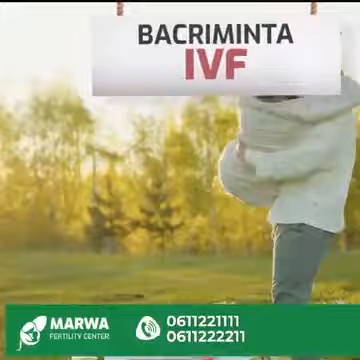 BACRIMINTA
IVF
MARWA
FERTILITY CENTER
0611221111
0611222211